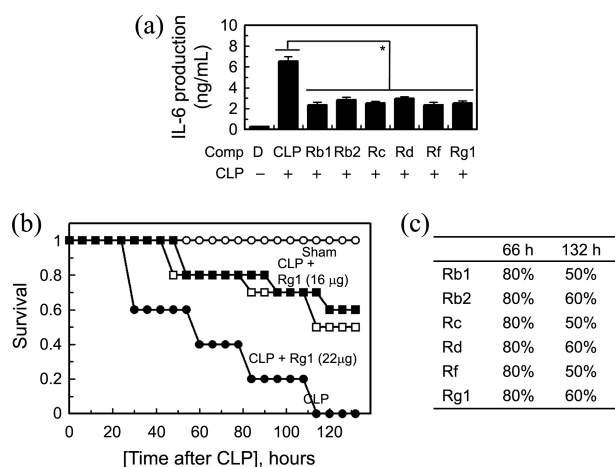 (a)
IL-6 production
(ng/mL)
10
8
6
4
2
0
*
Comp D CLP Rb1 Rb2 Rc Rd Rf Rg1
CLP − + + + + + + +
(b)
Survival
1
0.8
0.6
0.4
0.2
0
Sham
CLP +
Rg1 (16 μg)
CLP + Rg1 (22μg)
CLP
0 20 40 60 80 100 120
[Time after CLP], hours
(c)
66 h 132 h
Rb1 80% 50%
Rb2 80% 60%
Rc 80% 50%
Rd 80% 60%
Rf 80% 50%
Rg1 80% 60%